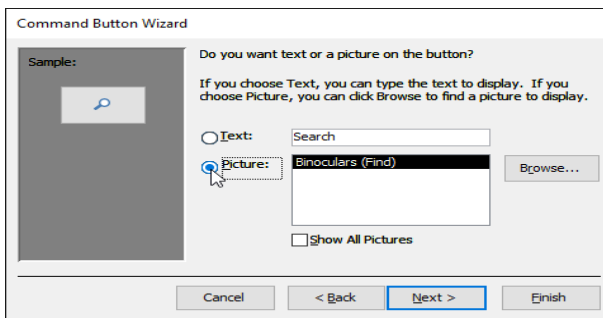 Command Button Wizard
Sample:
Do you want text or a picture on the button?
If you choose Text, you can type the text to display. If you
choose Picture, you can click Browse to find a picture to display.
Text: Search
Picture: Binoculars (Find)
Browse...
Show All Pictures
Cancel < Back Next > Finish